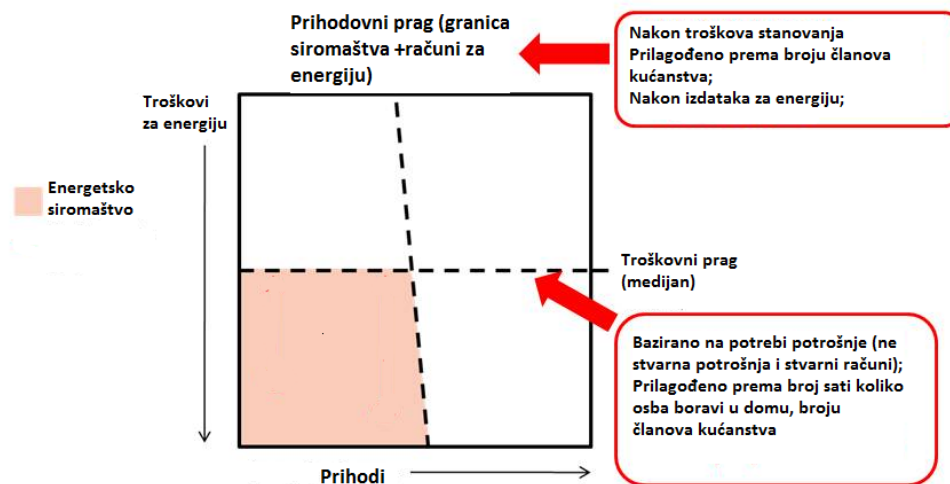 Prihodovni prag (granica
siromaštva +računi za
energiju)
Nakon troškova stanovanja
Prilagođeno prema broju članova
kućanstva;
Nakon izdataka za energiju;
Troškovi
za energiju
Energetsko
siromaštvo
Troškovni prag
(medijan)
Bazirano na potrebi potrošnje (ne
stvarna potrošnja i stvarni računi);
Prilagođeno prema broj sati koliko
osba boravi u domu, broju
članova kućanstva
Prihodi